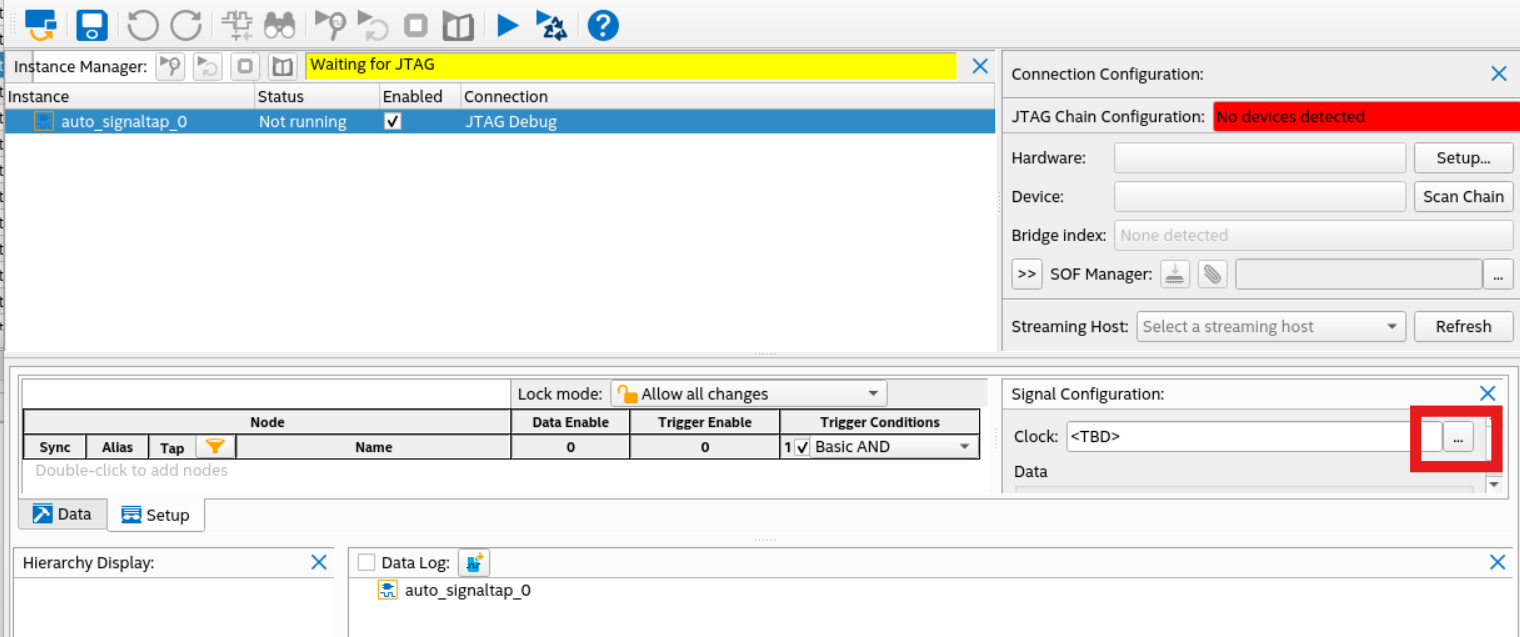 Instance Manager: Waiting for JTAG
Instance Status Enabled Connection
auto_signaltap_0 Not running JTAG Debug
Connection Configuration:
JTAG Chain Configuration: No devices detected
Hardware: Setup...
Device: Scan Chain
Bridge index: None detected
>> SOF Manager: ...
Streaming Host: Select a streaming host Refresh
Lock mode: Allow all changes
Node Data Enable Trigger Enable Trigger Conditions
Sync Alias Tap Name 0 0 1 Basic AND
Double-click to add nodes
Signal Configuration:
Clock: <TBD> ...
Data
Data Setup
Hierarchy Display:
Data Log:
auto_signaltap_0